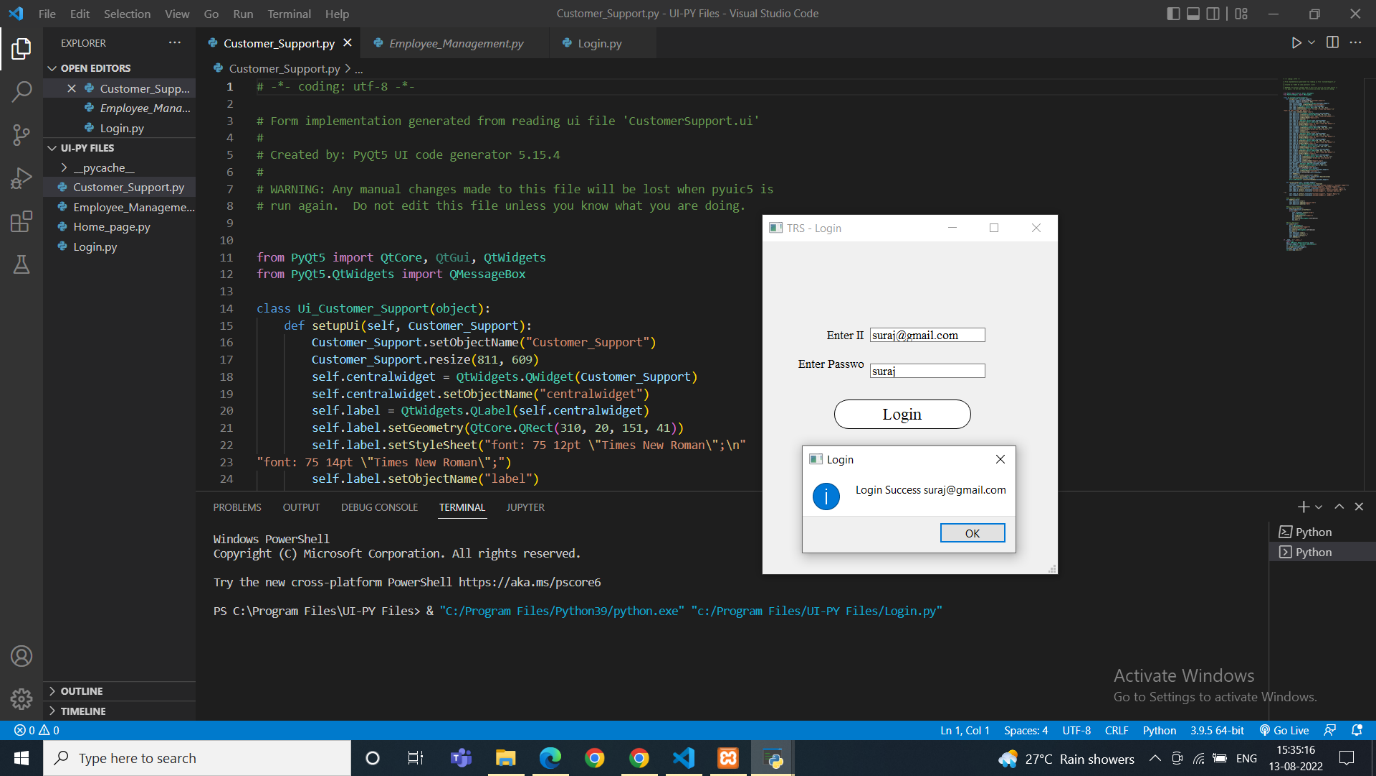 File Edit Selection View Go Run Terminal Help
Customer_Support.py - UI-PY Files - Visual Studio Code
EXPLORER
OPEN EDITORS
Customer_Supp...
Employee_Mana...
Login.py
UI-PY FILES
__pycache__
Customer_Support.py
Employee_Manageme...
Home_page.py
Login.py
OUTLINE
TIMELINE
Customer_Support.py Employee_Management.py Login.py
Customer_Support.py > ...
1 # -*- coding: utf-8 -*-
2
3 # Form implementation generated from reading ui file 'CustomerSupport.ui'
4 #
5 # Created by: PyQt5 UI code generator 5.15.4
6 #
7 # WARNING: Any manual changes made to this file will be lost when pyuic5 is
8 # run again.  Do not edit this file unless you know what you are doing.
9
10
11 from PyQt5 import QtCore, QtGui, QtWidgets
12 from PyQt5.QtWidgets import QMessageBox
13
14 class Ui_Customer_Support(object):
15 def setupUi(self, Customer_Support):
16 Customer_Support.setObjectName("Customer_Support")
17 Customer_Support.resize(811, 609)
18 self.centralwidget = QtWidgets.QWidget(Customer_Support)
19 self.centralwidget.setObjectName("centralwidget")
20 self.label = QtWidgets.QLabel(self.centralwidget)
21 self.label.setGeometry(QtCore.QRect(310, 20, 151, 41))
22 self.label.setStyleSheet("font: 75 12pt \"Times New Roman\";\n"
23 "font: 75 14pt \"Times New Roman\";")
24 self.label.setObjectName("label")
TRS - Login
Enter II suraj@gmail.com
Enter Passwo suraj
Login
Login
Login Success suraj@gmail.com
OK
PROBLEMS OUTPUT DEBUG CONSOLE TERMINAL JUPYTER
Windows PowerShell
Copyright (C) Microsoft Corporation. All rights reserved.
Try the new cross-platform PowerShell https://aka.ms/pscore6
PS C:\Program Files\UI-PY Files> & "C:/Program Files/Python39/python.exe" "c:/Program Files/UI-PY Files/Login.py"
Python
Python
Activate Windows
Go to Settings to activate Windows.
0 0 Ln 1, Col 1 Spaces: 4 UTF-8 CRLF Python 3.9.5 64-bit Go Live
Type here to search
27°C Rain showers ENG
15:35:16
13-08-2022